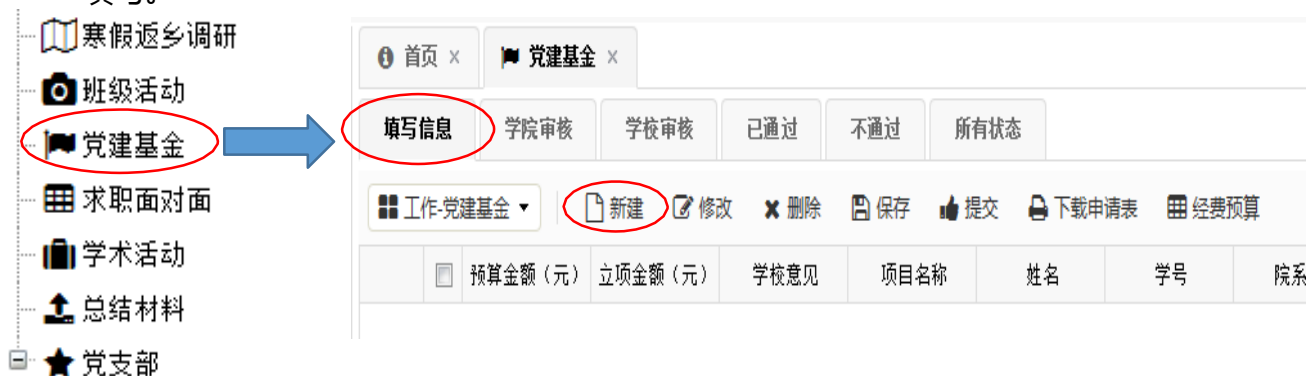 寒假返乡调研
班级活动
党建基金
求职面对面
学术活动
总结材料
党支部
首页 × 党建基金 ×
填写信息 学院审核 学校审核 已通过 不通过 所有状态
工作-党建基金 新建 修改 删除 保存 提交 下载申请表 经费预算
预算金额（元） 立项金额（元） 学校意见 项目名称 姓名 学号 院系